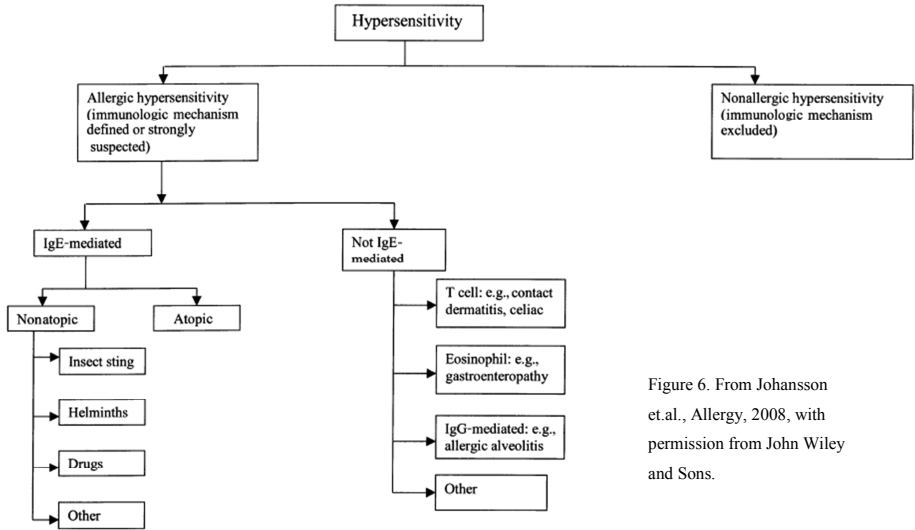 Hypersensitivity
Allergic hypersensitivity
(immunologic mechanism
defined or strongly
suspected)
Nonallergic hypersensitivity
(immunologic mechanism
excluded)
IgE-mediated
Not IgE-
mediated
Nonatopic
Atopic
Insect sting
Helminths
Drugs
Other
T cell: e.g., contact
dermatitis, celiac
Eosinophil: e.g.,
gastroenteropathy
IgG-mediated: e.g.,
allergic alveolitis
Other
Figure 6. From Johansson
et.al., Allergy, 2008, with
permission from John Wiley
and Sons.